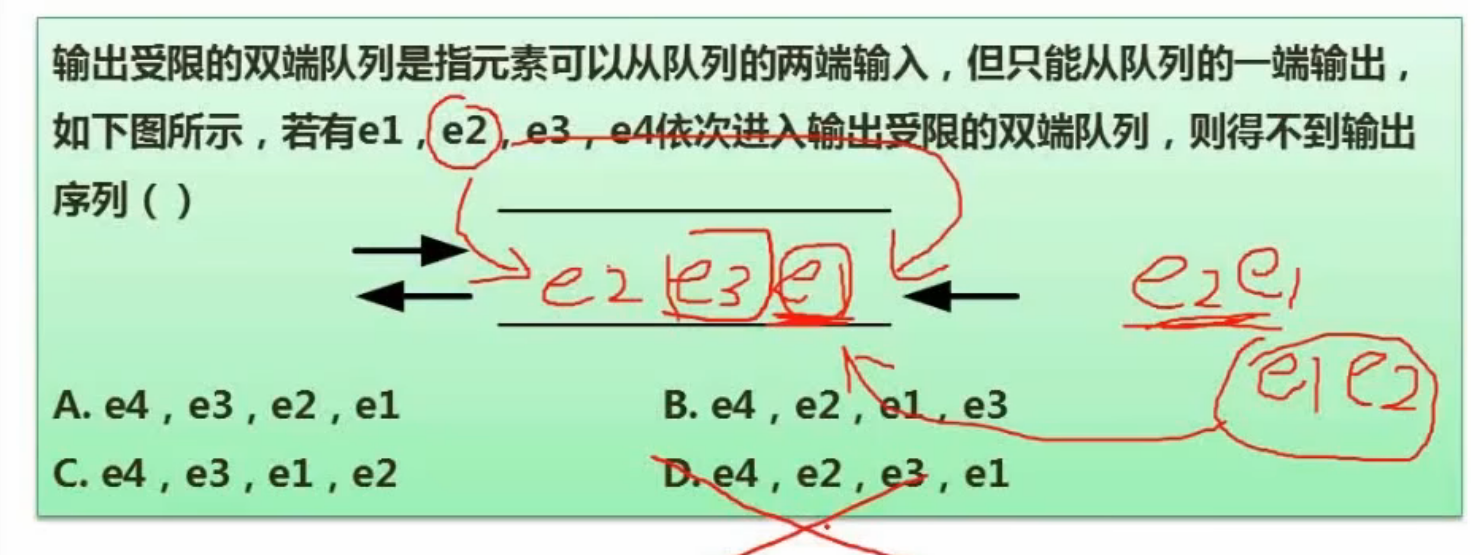 输出受限的双端队列是指元素可以从队列的两端输入，但只能从队列的一端输出，
如下图所示，若有e1，e2，e3，e4依次进入输出受限的双端队列，则得不到输出
序列（ ）
e2 e3 e1
e2e1
e1 e2
A. e4，e3，e2，e1 B. e4，e2，e1，e3
C. e4，e3，e1，e2 D. e4，e2，e3，e1